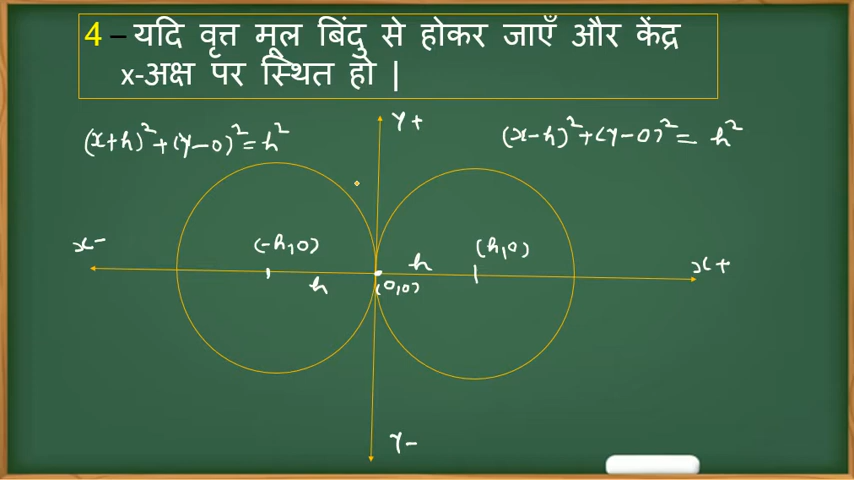 4 – यदि वृत्त मूल बिंदु से होकर जाएँ और केंद्र
x-अक्ष पर स्थित हो |
(x+h)²+(y-0)²=h²
y+
(x-h)²+(y-0)²= h²
x-
(-h,0)
h
(h,0)
x+
h
(0,0)
y-